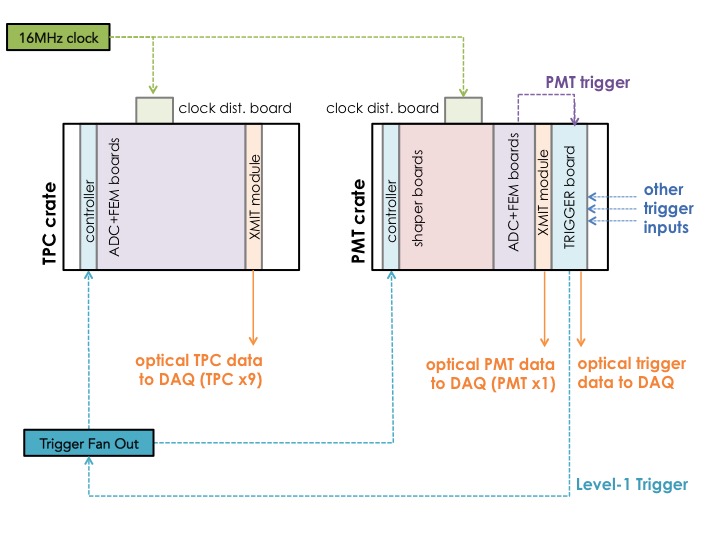 16MHz clock
PMT trigger
clock dist. board
clock dist. board
TPC crate
controller
ADC+FEM boards
XMIT module
PMT crate
controller
shaper boards
ADC+FEM boards
XMIT module
TRIGGER board
other
trigger
inputs
optical TPC data
to DAQ (TPC x9)
optical PMT data
to DAQ (PMT x1)
optical trigger
data to DAQ
Trigger Fan Out
Level-1 Trigger